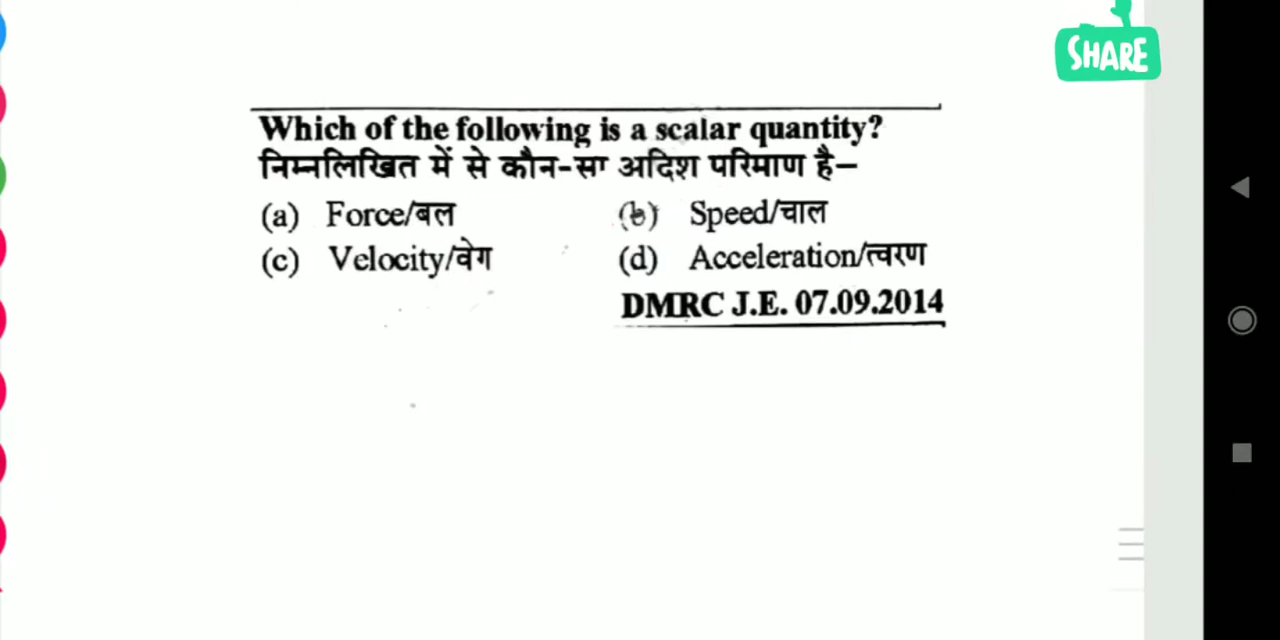 SHARE
Which of the following is a scalar quantity?
निम्नलिखित में से कौन-सा अदिश परिमाण है–
(a) Force/बल (b) Speed/चाल
(c) Velocity/वेग (d) Acceleration/त्वरण
DMRC J.E. 07.09.2014